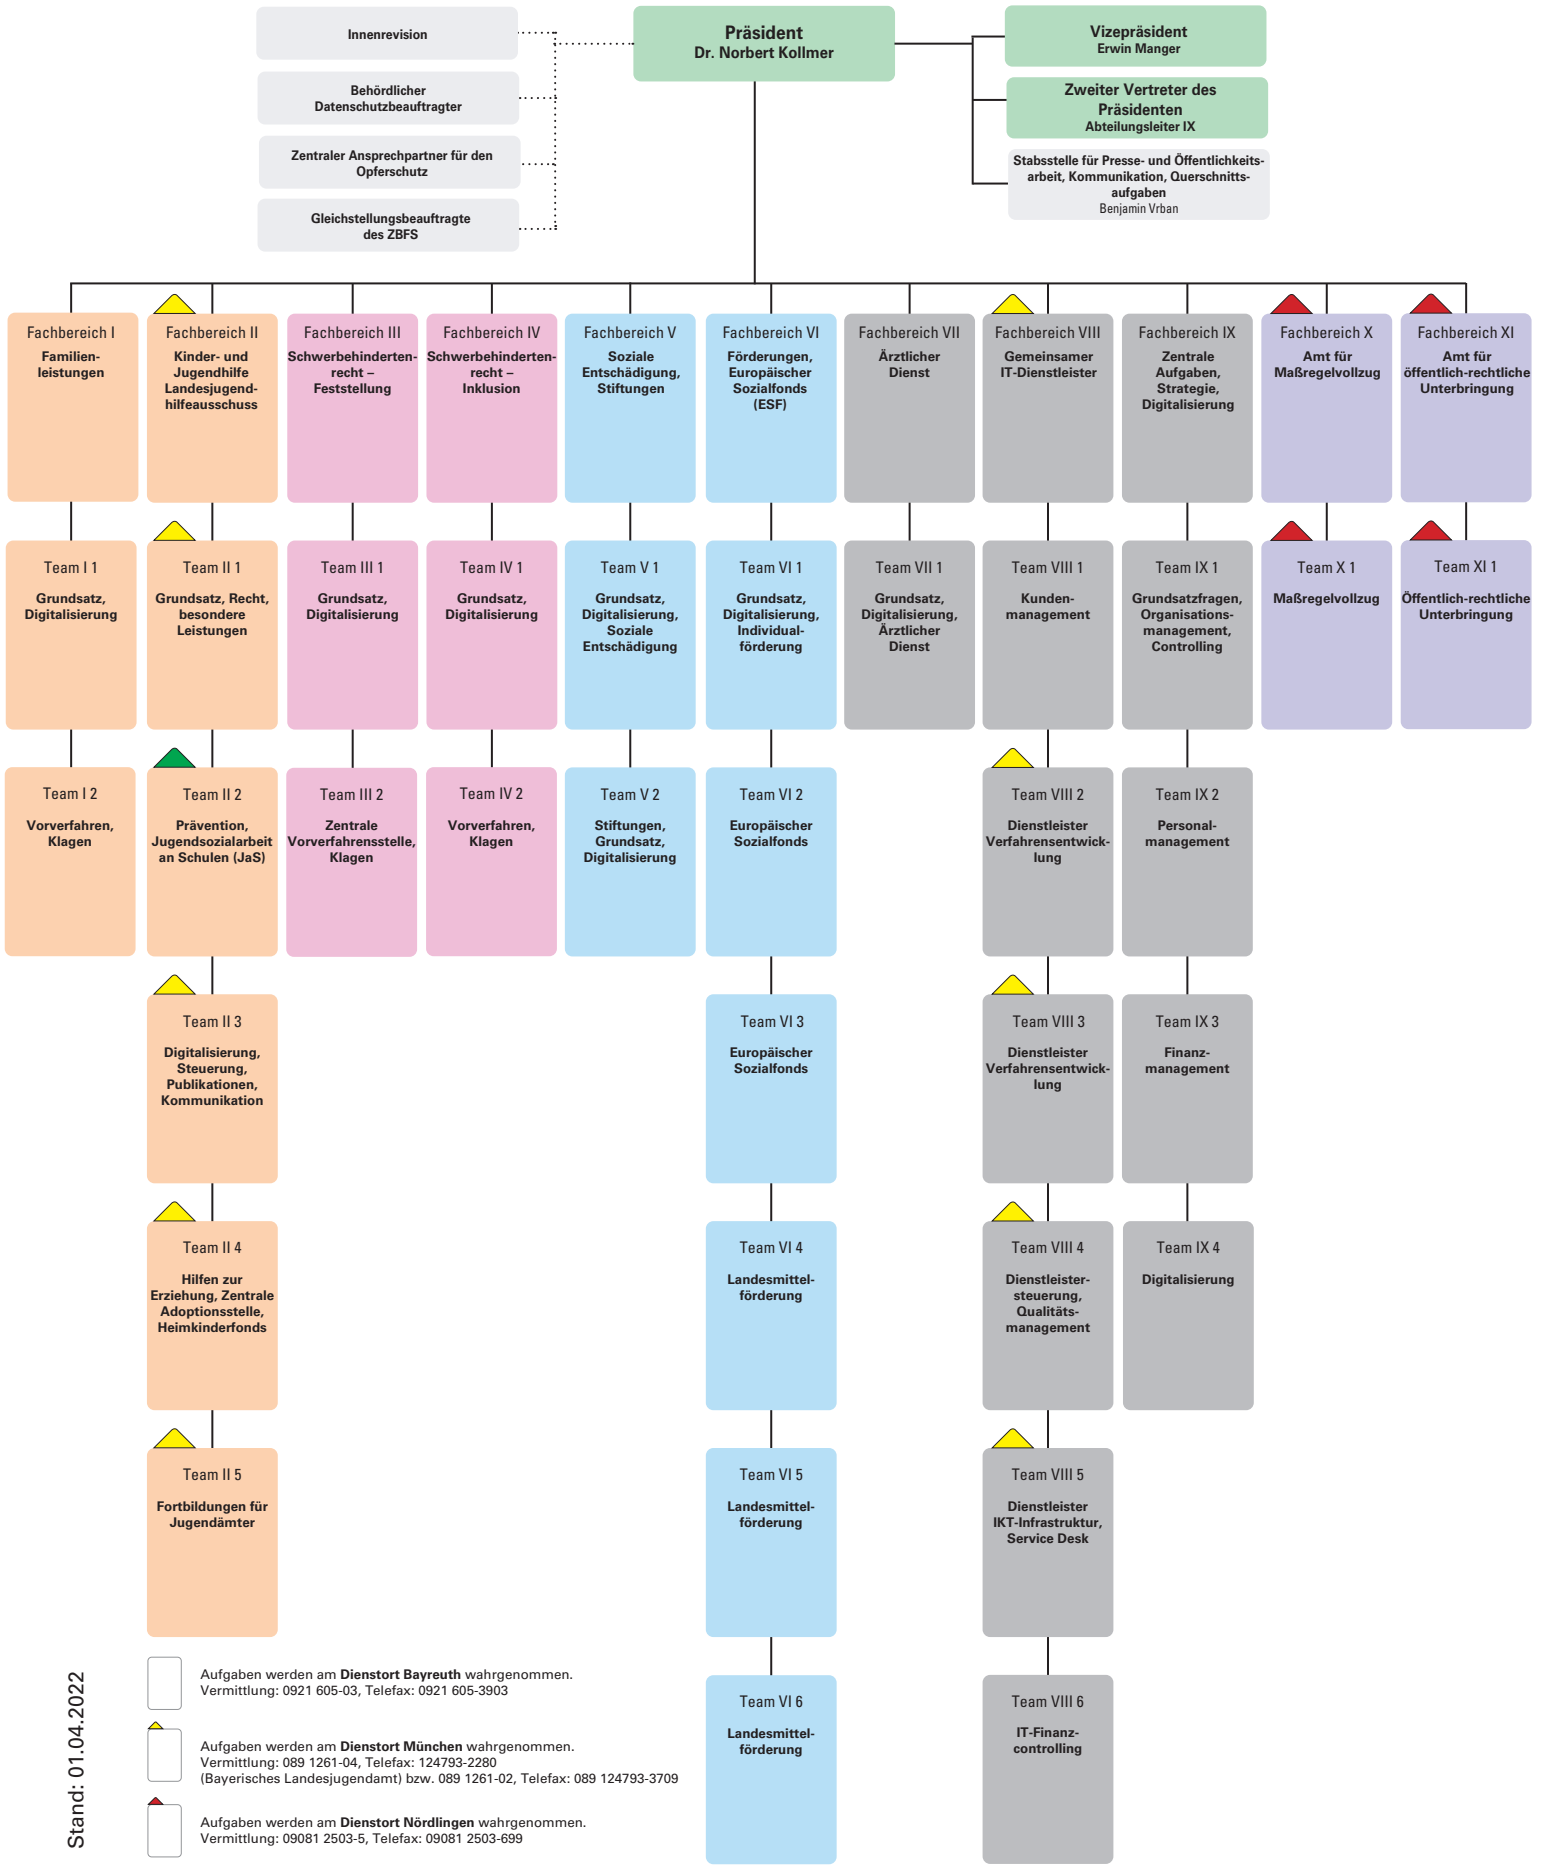 Innenrevision
Behördlicher
Datenschutzbeauftragter
Zentraler Ansprechpartner für den
Opferschutz
Gleichstellungsbeauftragte
des ZBFS
Präsident
Dr. Norbert Kollmer
Vizepräsident
Erwin Manger
Zweiter Vertreter des
Präsidenten
Abteilungsleiter IX
Stabsstelle für Presse- und Öffentlichkeits-
arbeit, Kommunikation, Querschnitts-
aufgaben
Benjamin Vrban
Fachbereich I
Familien-
leistungen
Fachbereich II
Kinder- und
Jugendhilfe
Landesjugend-
hilfeausschuss
Fachbereich III
Schwerbehinderten-
recht –
Feststellung
Fachbereich IV
Schwerbehinderten-
recht –
Inklusion
Fachbereich V
Soziale
Entschädigung,
Stiftungen
Fachbereich VI
Förderungen,
Europäischer
Sozialfonds
(ESF)
Fachbereich VII
Ärztlicher
Dienst
Fachbereich VIII
Gemeinsamer
IT-Dienstleister
Fachbereich IX
Zentrale
Aufgaben,
Strategie,
Digitalisierung
Fachbereich X
Amt für
Maßregelvollzug
Fachbereich XI
Amt für
öffentlich-rechtliche
Unterbringung
Team I 1
Grundsatz,
Digitalisierung
Team II 1
Grundsatz, Recht,
besondere
Leistungen
Team III 1
Grundsatz,
Digitalisierung
Team IV 1
Grundsatz,
Digitalisierung
Team V 1
Grundsatz,
Digitalisierung,
Soziale
Entschädigung
Team VI 1
Grundsatz,
Digitalisierung,
Individual-
förderung
Team VII 1
Grundsatz,
Digitalisierung,
Ärztlicher
Dienst
Team VIII 1
Kunden-
management
Team IX 1
Grundsatzfragen,
Organisations-
management,
Controlling
Team X 1
Maßregelvollzug
Team XI 1
Öffentlich-rechtliche
Unterbringung
Team I 2
Vorverfahren,
Klagen
Team II 2
Prävention,
Jugendsozialarbeit
an Schulen (JaS)
Team III 2
Zentrale
Vorverfahrensstelle,
Klagen
Team IV 2
Vorverfahren,
Klagen
Team V 2
Stiftungen,
Grundsatz,
Digitalisierung
Team VI 2
Europäischer
Sozialfonds
Team VIII 2
Dienstleister
Verfahrensentwick-
lung
Team IX 2
Personal-
management
Team II 3
Digitalisierung,
Steuerung,
Publikationen,
Kommunikation
Team VI 3
Europäischer
Sozialfonds
Team VIII 3
Dienstleister
Verfahrensentwick-
lung
Team IX 3
Finanz-
management
Team II 4
Hilfen zur
Erziehung, Zentrale
Adoptionsstelle,
Heimkinderfonds
Team VI 4
Landesmittel-
förderung
Team VIII 4
Dienstleister-
steuerung,
Qualitäts-
management
Team IX 4
Digitalisierung
Team II 5
Fortbildungen für
Jugendämter
Team VI 5
Landesmittel-
förderung
Team VIII 5
Dienstleister
IKT-Infrastruktur,
Service Desk
Team VI 6
Landesmittel-
förderung
Team VIII 6
IT-Finanz-
controlling
Stand: 01.04.2022
Aufgaben werden am Dienstort Bayreuth wahrgenommen.
Vermittlung: 0921 605-03, Telefax: 0921 605-3903
Aufgaben werden am Dienstort München wahrgenommen.
Vermittlung: 089 1261-04, Telefax: 124793-2280
(Bayerisches Landesjugendamt) bzw. 089 1261-02, Telefax: 089 124793-3709
Aufgaben werden am Dienstort Nördlingen wahrgenommen.
Vermittlung: 09081 2503-5, Telefax: 09081 2503-699